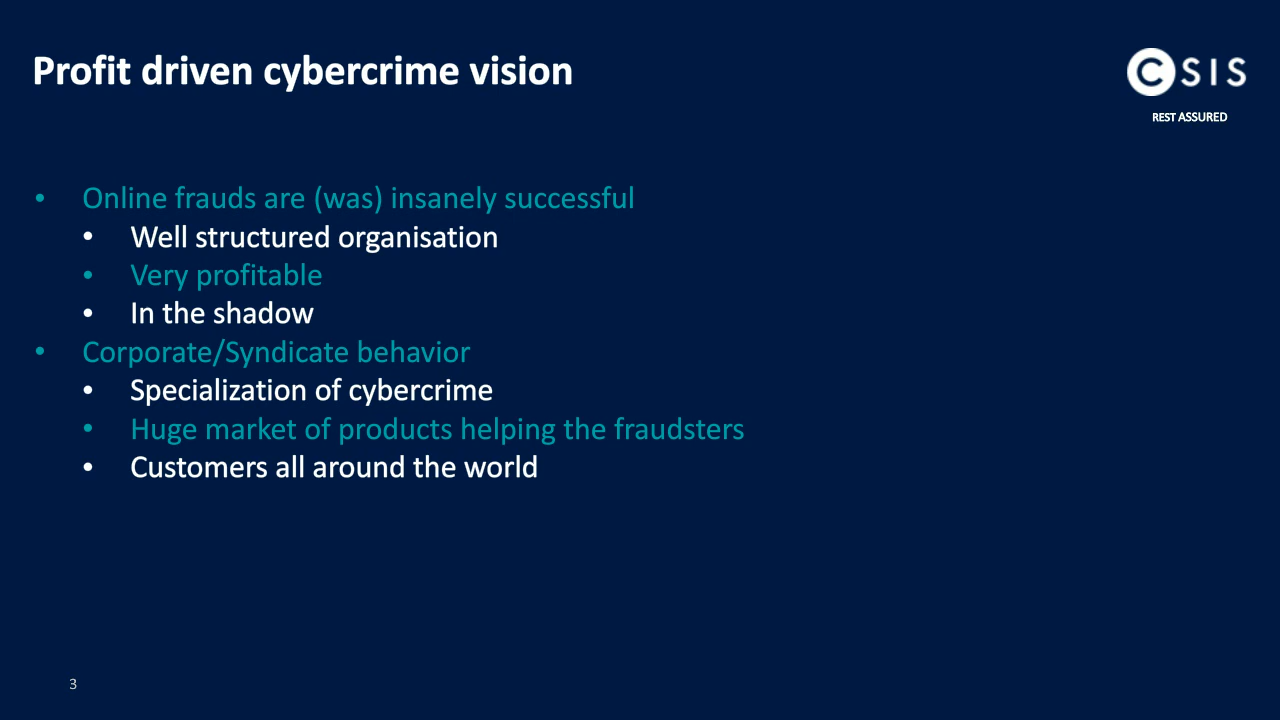 Profit driven cybercrime vision
CSIS
REST ASSURED
• Online frauds are (was) insanely successful
• Well structured organisation
• Very profitable
• In the shadow
• Corporate/Syndicate behavior
• Specialization of cybercrime
• Huge market of products helping the fraudsters
• Customers all around the world
3